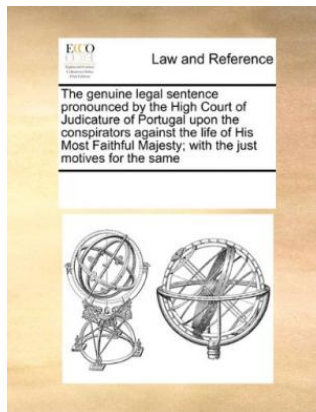 ECCO
Law and Reference
The genuine legal sentence
pronounced by the High Court of
Judicature of Portugal upon the
conspirators against the life of His
Most Faithful Majesty; with the just
motives for the same